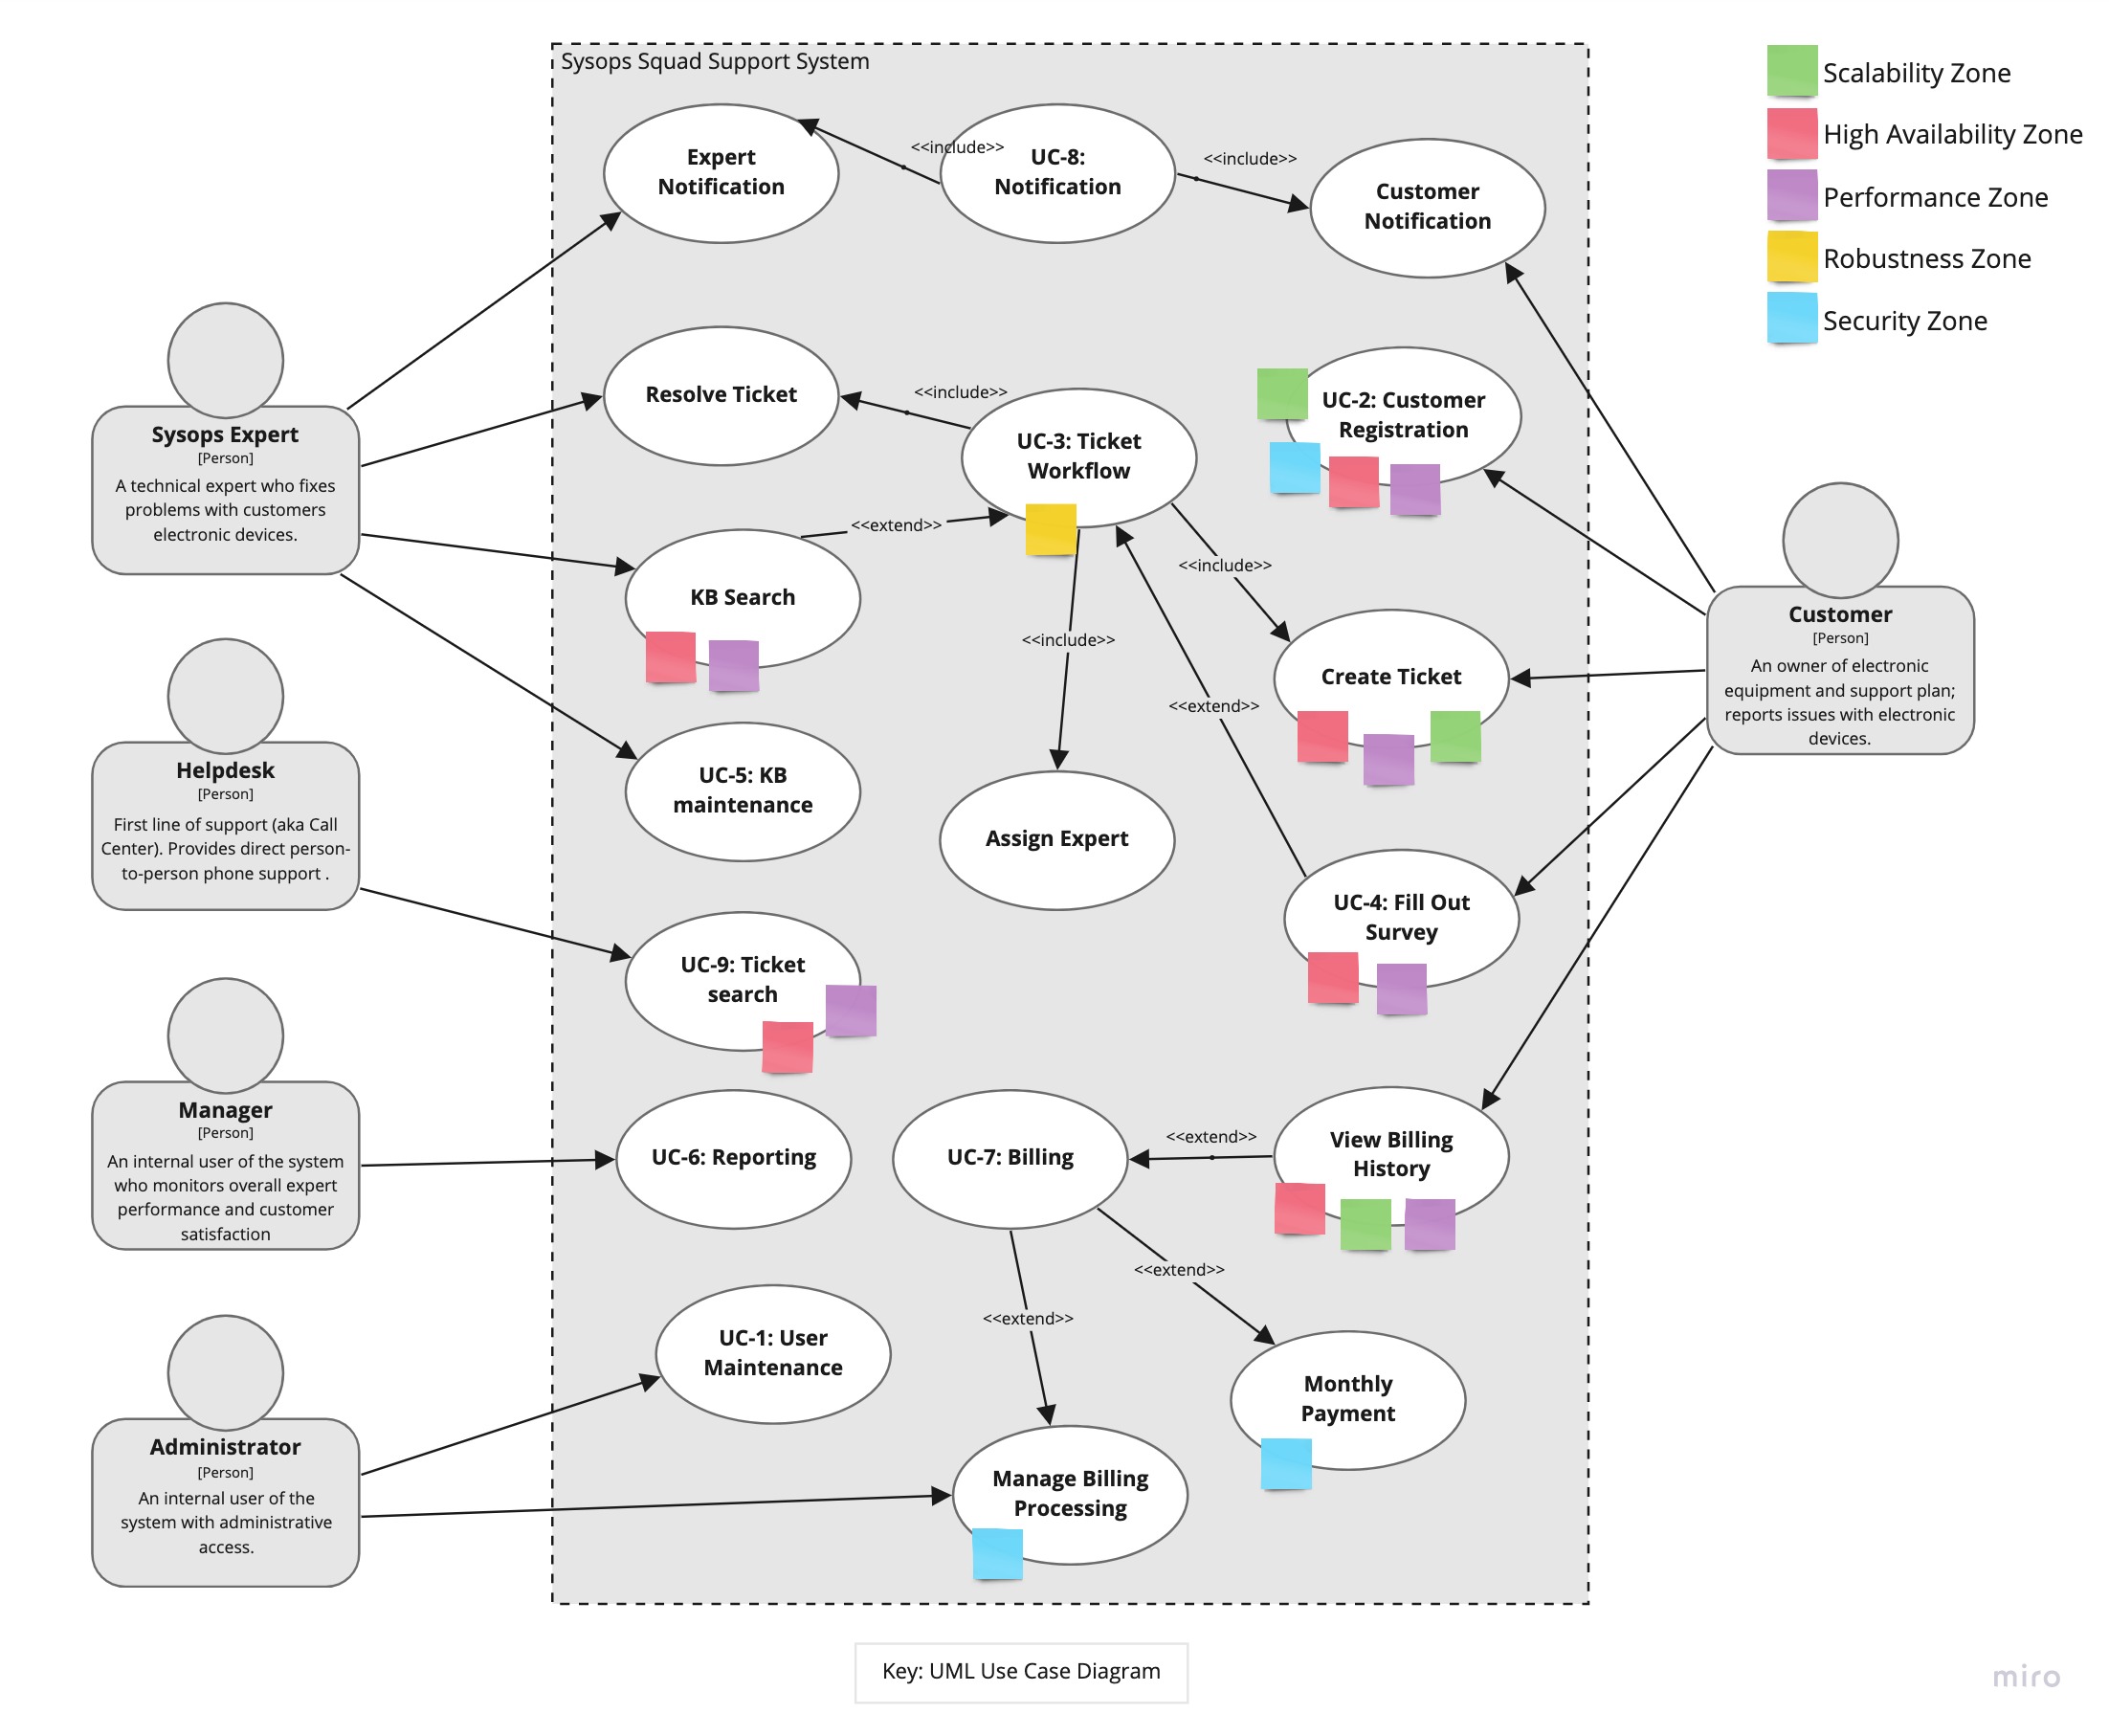 Sysops Squad Support System
Scalability Zone
High Availability Zone
Performance Zone
Robustness Zone
Security Zone
Expert
Notification
<<include>>
UC-8:
Notification
<<include>>
Customer
Notification
Resolve Ticket
<<include>>
UC-3: Ticket
Workflow
UC-2: Customer
Registration
Sysops Expert
[Person]
A technical expert who fixes
problems with customers
electronic devices.
<<extend>>
<<include>>
KB Search
<<include>>
Create Ticket
<<extend>>
Customer
[Person]
An owner of electronic
equipment and support plan;
reports issues with electronic
devices.
Helpdesk
[Person]
First line of support (aka Call
Center). Provides direct person-
to-person phone support .
UC-5: KB
maintenance
Assign Expert
UC-4: Fill Out
Survey
UC-9: Ticket
search
Manager
[Person]
An internal user of the system
who monitors overall expert
performance and customer
satisfaction
UC-6: Reporting
UC-7: Billing
<<extend>>
View Billing
History
<<extend>>
<<extend>>
UC-1: User
Maintenance
Monthly
Payment
Administrator
[Person]
An internal user of the
system with administrative
access.
Manage Billing
Processing
Key: UML Use Case Diagram
miro